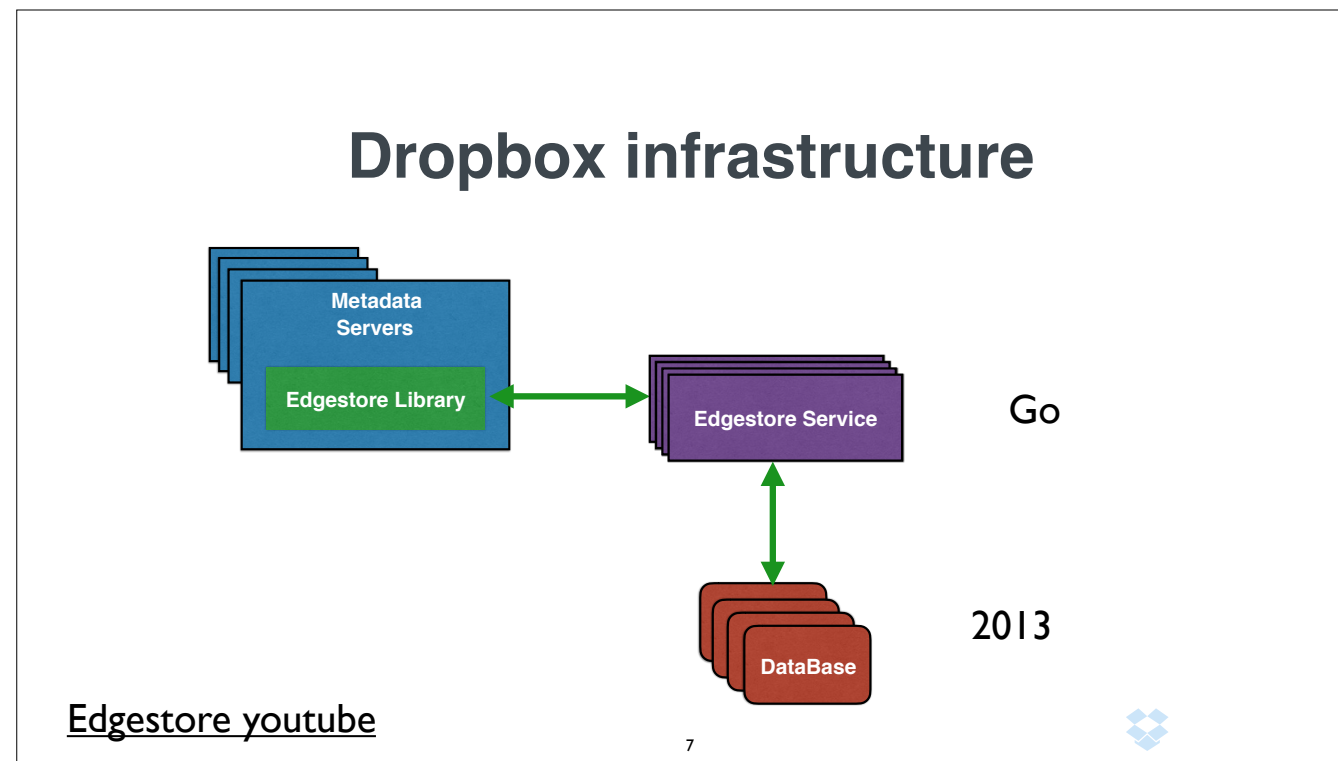 Dropbox infrastructure
Metadata
Servers
Edgestore Library
Edgestore Service
Go
DataBase
2013
Edgestore youtube
7